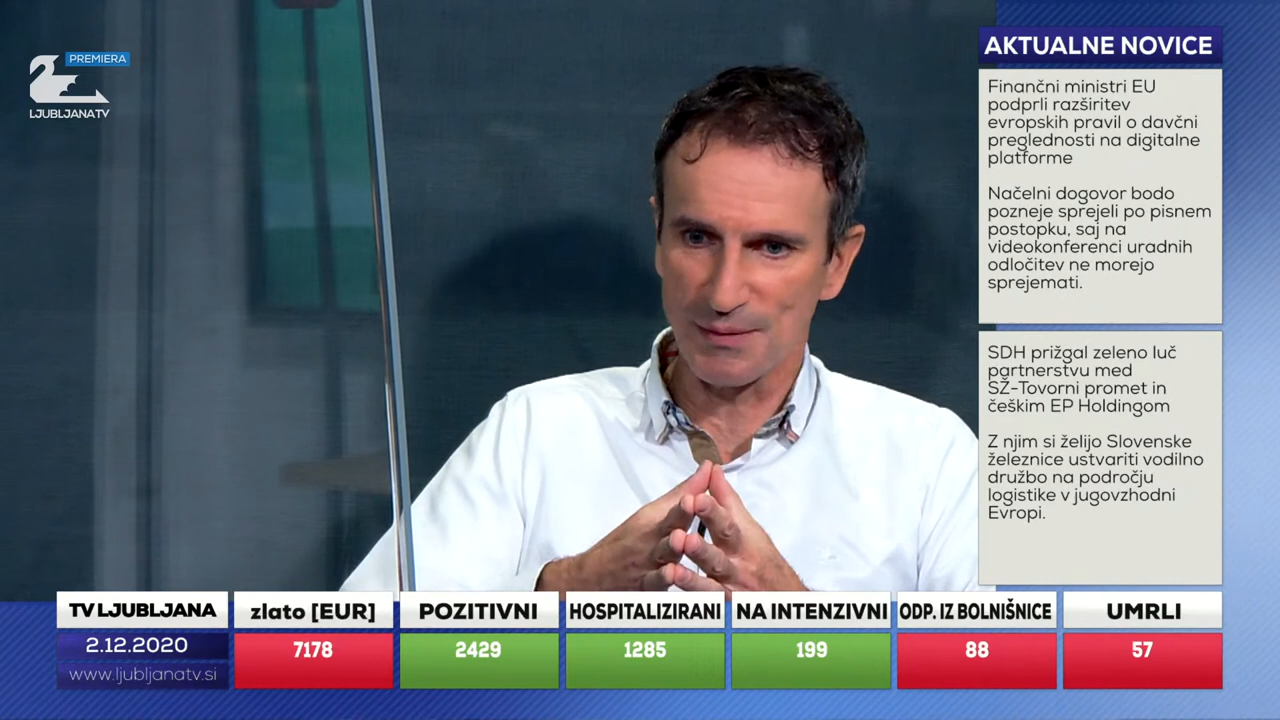 PREMIERA
LJUBLJANATV
AKTUALNE NOVICE
Finančni ministri EU
podprli razširitev
evropskih pravil o davčni
preglednosti na digitalne
platforme
Načelni dogovor bodo
pozneje sprejeli po pisnem
postopku, saj na
videokonferenci uradnih
odločitev ne morejo
sprejemati.
SDH prižgal zeleno luč
partnerstvu med
SŽ-Tovorni promet in
češkim EP Holdingom
Z njim si želijo Slovenske
železnice ustvariti vodilno
družbo na področju
logistike v jugovzhodni
Evropi.
TV LJUBLJANA
2.12.2020
www.ljubljanatv.si
zlato [EUR]
7178
POZITIVNI
2429
HOSPITALIZIRANI
1285
NA INTENZIVNI
199
ODP. IZ BOLNIŠNICE
88
UMRLI
57